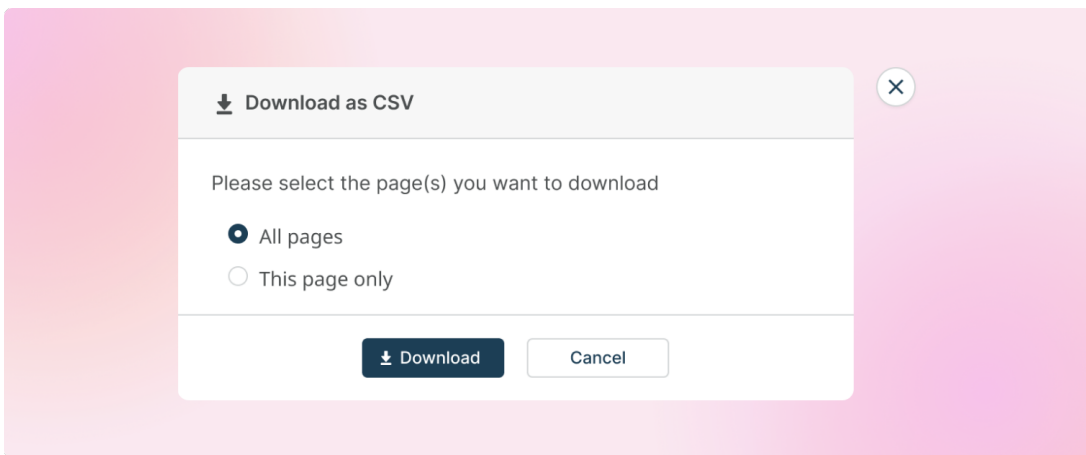 Download as CSV
Please select the page(s) you want to download
All pages
This page only
Download
Cancel